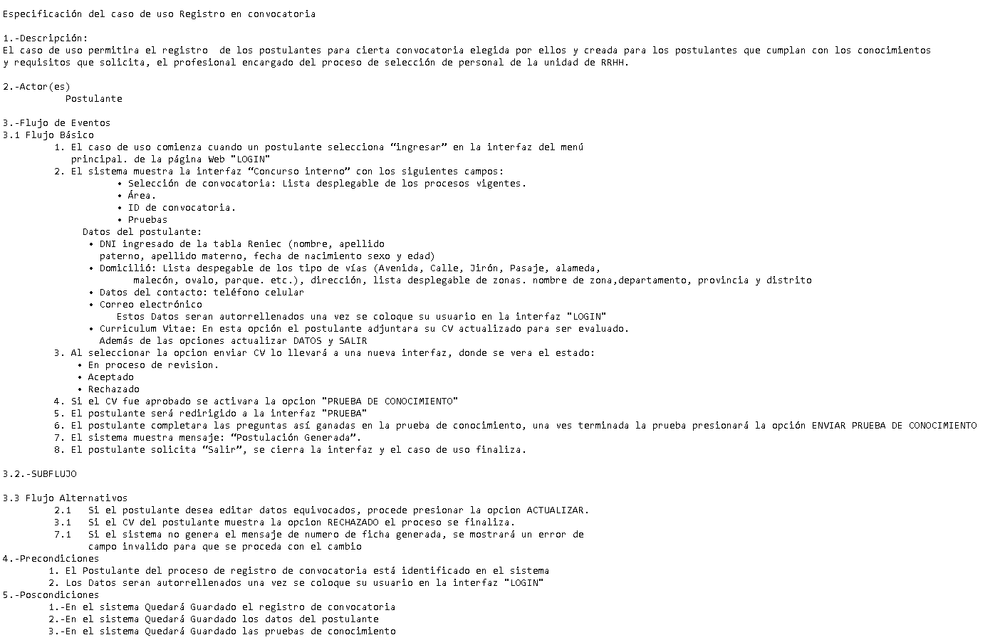 Especificación del caso de uso Registro en convocatoria
1.-Descripción:
El caso de uso permitira el registro  de los postulantes para cierta convocatoria elegida por ellos y creada para los postulantes que cumplan con los conocimientos
y requisitos que solicita, el profesional encargado del proceso de selección de personal de la unidad de RRHH.
2.-Actor(es)
Postulante
3.-Flujo de Eventos
3.1 Flujo Básico
1. El caso de uso comienza cuando un postulante selecciona “ingresar” en la interfaz del menú
principal. de la página Web "LOGIN"
2. El sistema muestra la interfaz “Concurso interno” con los siguientes campos:
• Selección de convocatoria: Lista desplegable de los procesos vigentes.
• Área.
• ID de convocatoria.
• Pruebas
Datos del postulante:
• DNI ingresado de la tabla Reniec (nombre, apellido
paterno, apellido materno, fecha de nacimiento sexo y edad)
• Domicilió: Lista despegable de los tipo de vías (Avenida, Calle, Jirón, Pasaje, alameda,
malecón, ovalo, parque. etc.), dirección, lista desplegable de zonas. nombre de zona,departamento, provincia y distrito
• Datos del contacto: teléfono celular
• Correo electrónico
Estos Datos seran autorrellenados una vez se coloque su usuario en la interfaz "LOGIN"
• Curriculum Vitae: En esta opción el postulante adjuntara su CV actualizado para ser evaluado.
Además de las opciones actualizar DATOS y SALIR
3. Al seleccionar la opcion enviar CV lo llevará a una nueva interfaz, donde se vera el estado:
• En proceso de revision.
• Aceptado
• Rechazado
4. Si el CV fue aprobado se activara la opcion "PRUEBA DE CONOCIMIENTO"
5. El postulante será redirigido a la interfaz "PRUEBA"
6. El postulante completara las preguntas así ganadas en la prueba de conocimiento, una ves terminada la prueba presionará la opción ENVIAR PRUEBA DE CONOCIMIENTO
7. El sistema muestra mensaje: “Postulación Generada”.
8. El postulante solicita “Salir”, se cierra la interfaz y el caso de uso finaliza.
3.2.-SUBFLUJO
3.3 Flujo Alternativos
2.1 Si el postulante desea editar datos equivocados, procede presionar la opcion ACTUALIZAR.
3.1 Si el CV del postulante muestra la opcion RECHAZADO el proceso se finaliza.
7.1 Si el sistema no genera el mensaje de numero de ficha generada, se mostrará un error de
campo invalido para que se proceda con el cambio
4.-Precondiciones
1. El Postulante del proceso de registro de convocatoria está identificado en el sistema
2. Los Datos seran autorrellenados una vez se coloque su usuario en la interfaz "LOGIN"
5.-Poscondiciones
1.-En el sistema Quedará Guardado el registro de convocatoria
2.-En el sistema Quedará Guardado los datos del postulante
3.-En el sistema Quedará Guardado las pruebas de conocimiento